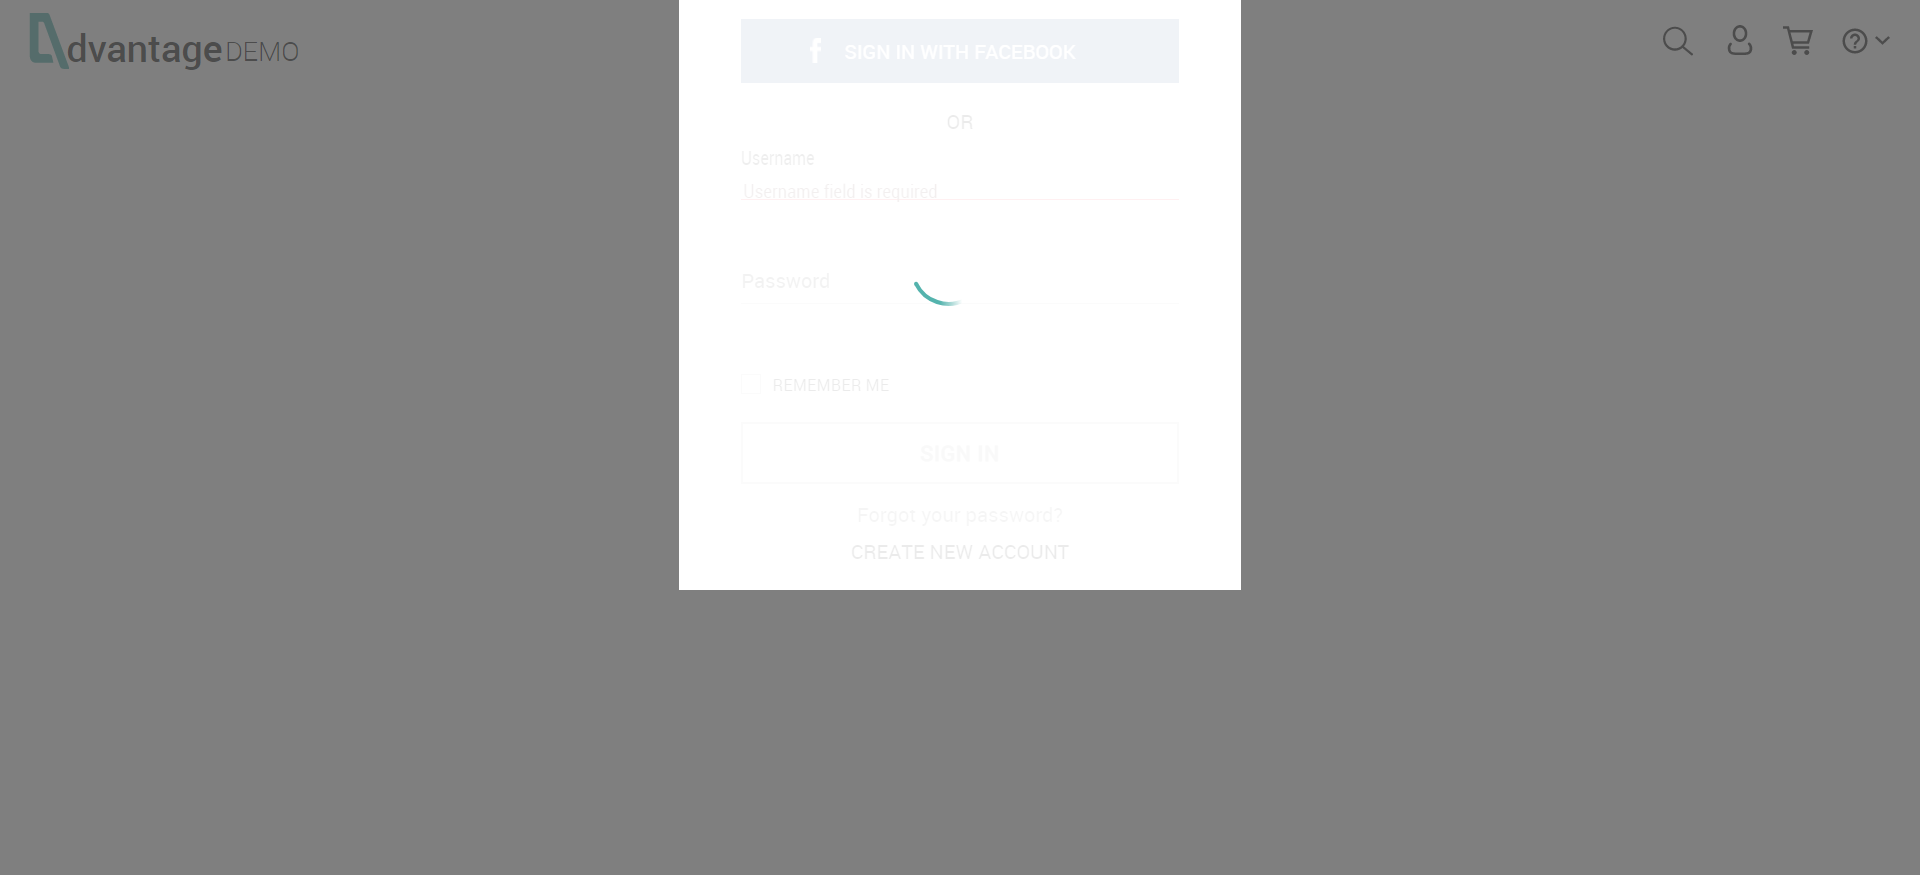 dvantage DEMO
SIGN IN WITH FACEBOOK
OR
Username
Username field is required
Password
REMEMBER ME
SIGN IN
Forgot your password?
CREATE NEW ACCOUNT